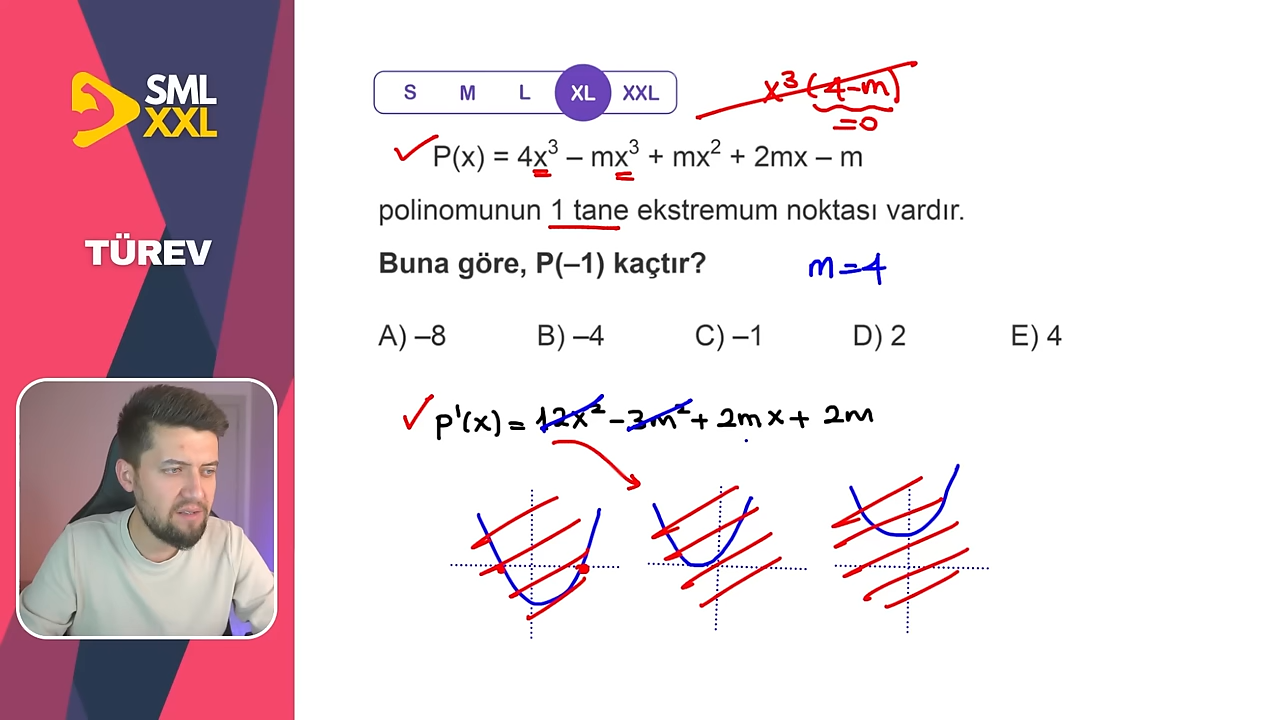 SML
XXL
TÜREV
S M L XL XXL
x³(4-m)
=0
P(x) = 4x³ – mx³ + mx² + 2mx – m
polinomunun 1 tane ekstremum noktası vardır.
Buna göre, P(–1) kaçtır?
m=4
A) –8 B) –4 C) –1 D) 2 E) 4
P'(x) = 12x² - 3m² + 2mx + 2m